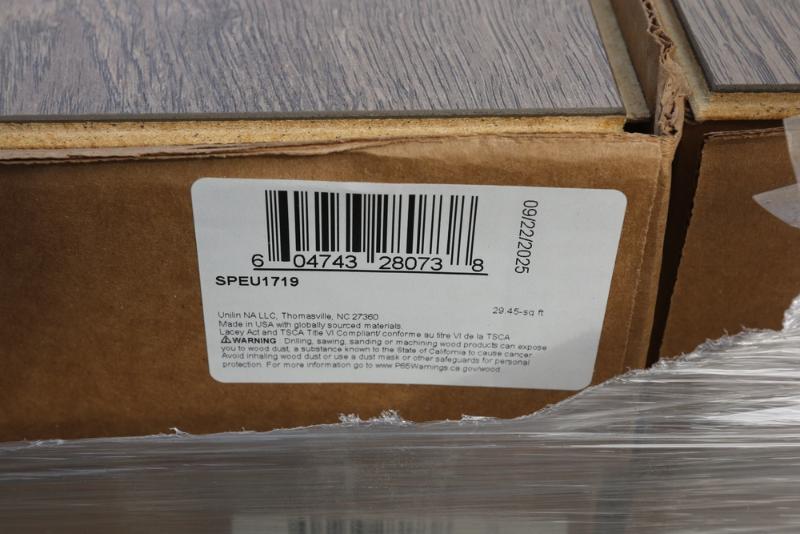 6 04743 28073 8
09/22/2025
SPEU1719
29.45-sq ft
Unilin NA LLC, Thomasville, NC 27360
Made in USA with globally sourced materials.
Lacey Act and TSCA Title VI Compliant/ conforme au titre VI de la TSCA
⚠WARNING : Drilling, sawing, sanding or machining wood products can expose
you to wood dust, a substance known to the State of California to cause cancer.
Avoid inhaling wood dust or use a dust mask or other safeguards for personal
protection. For more information go to www.P65Warnings.ca.gov/wood.